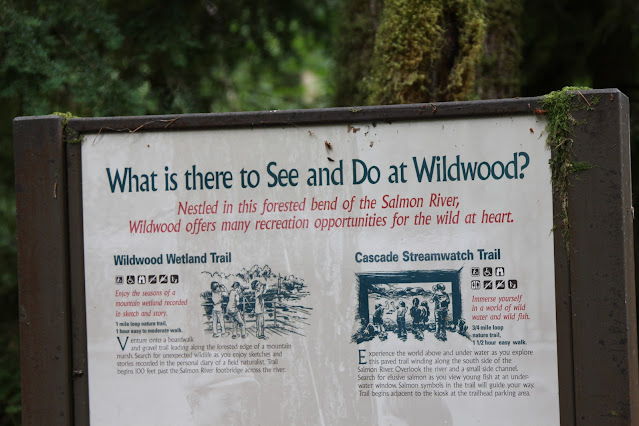 What is there to See and Do at Wildwood?
Nestled in this forested bend of the Salmon River,
Wildwood offers many recreation opportunities for the wild at heart.
Wildwood Wetland Trail
Enjoy the seasons of a
mountain wetland recorded
in sketch and story.
1 mile loop nature trail,
1 hour easy to moderate walk.
Venture onto a boardwalk
and gravel trail leading along the forested edge of a mountain
marsh. Search for unexpected wildlife as you enjoy sketches and
stories recorded in the personal diary of a field naturalist. Trail
begins 100 feet past the Salmon River footbridge across the river.
Cascade Streamwatch Trail
Immerse yourself
in a world of wild
water and wild fish.
3/4 mile loop
nature trail,
1 1/2 hour easy walk.
Experience the world above and under water as you explore
this paved trail winding along the south side of the
Salmon River. Overlook the river and a small side channel.
Search for elusive salmon as you view young fish at an under-
water window. Salmon symbols in the trail will guide your way.
Trail begins adjacent to the kiosk at the trailhead parking area.